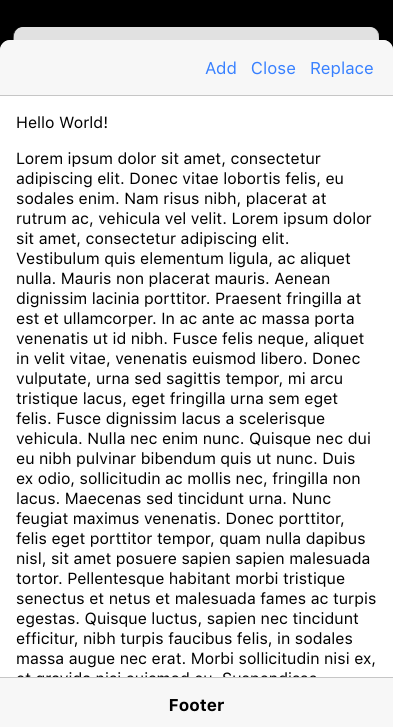 Add Close Replace
Hello World!
Lorem ipsum dolor sit amet, consectetur
adipiscing elit. Donec vitae lobortis felis, eu
sodales enim. Nam risus nibh, placerat at
rutrum ac, vehicula vel velit. Lorem ipsum dolor
sit amet, consectetur adipiscing elit.
Vestibulum quis elementum ligula, ac aliquet
nulla. Mauris non placerat mauris. Aenean
dignissim lacinia porttitor. Praesent fringilla at
est et ullamcorper. In ac ante ac massa porta
venenatis ut id nibh. Fusce felis neque, aliquet
in velit vitae, venenatis euismod libero. Donec
vulputate, urna sed sagittis tempor, mi arcu
tristique lacus, eget fringilla urna sem eget
felis. Fusce dignissim lacus a scelerisque
vehicula. Nulla nec enim nunc. Quisque nec dui
eu nibh pulvinar bibendum quis ut nunc. Duis
ex odio, sollicitudin ac mollis nec, fringilla non
lacus. Maecenas sed tincidunt urna. Nunc
feugiat maximus venenatis. Donec porttitor,
felis eget porttitor tempor, quam nulla dapibus
nisl, sit amet posuere sapien sapien malesuada
tortor. Pellentesque habitant morbi tristique
senectus et netus et malesuada fames ac turpis
egestas. Quisque luctus, sapien nec tincidunt
efficitur, nibh turpis faucibus felis, in sodales
massa augue nec erat. Morbi sollicitudin nisi ex,
Footer